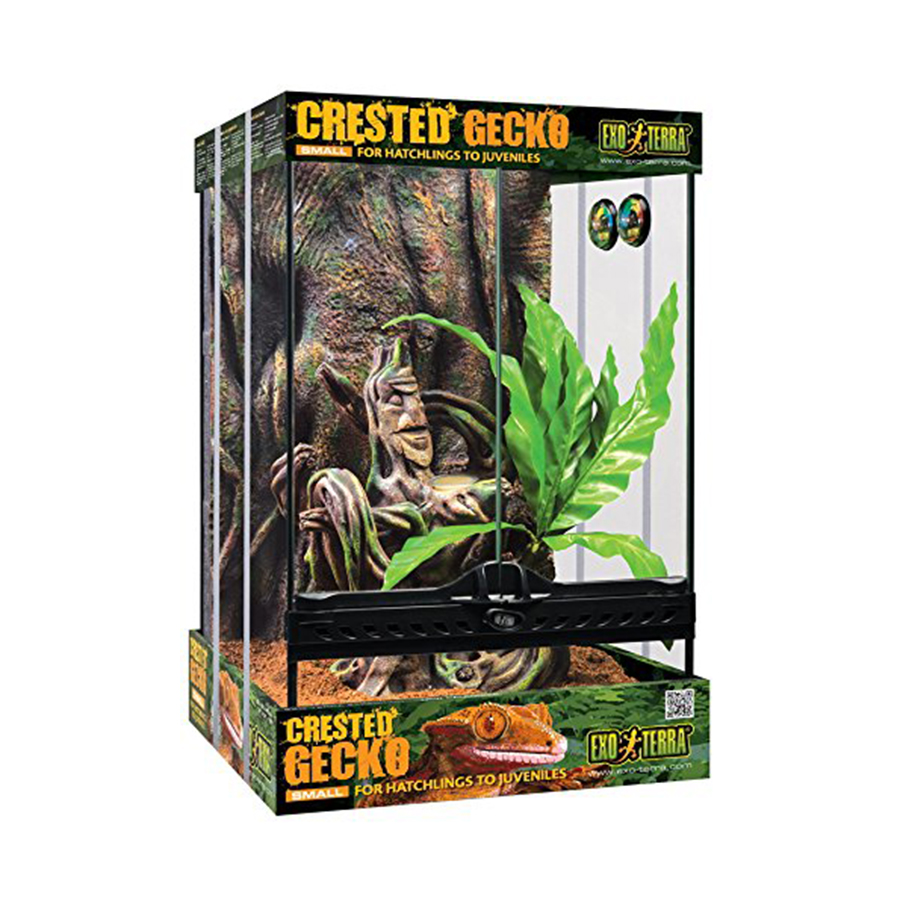 CRESTED GECKO
SMALL FOR HATCHLINGS TO JUVENILES
EXO TERRA
www.exo-terra.com
CRESTED
GECKO
SMALL FOR HATCHLINGS TO JUVENILES
EXO TERRA
www.exo-terra.com